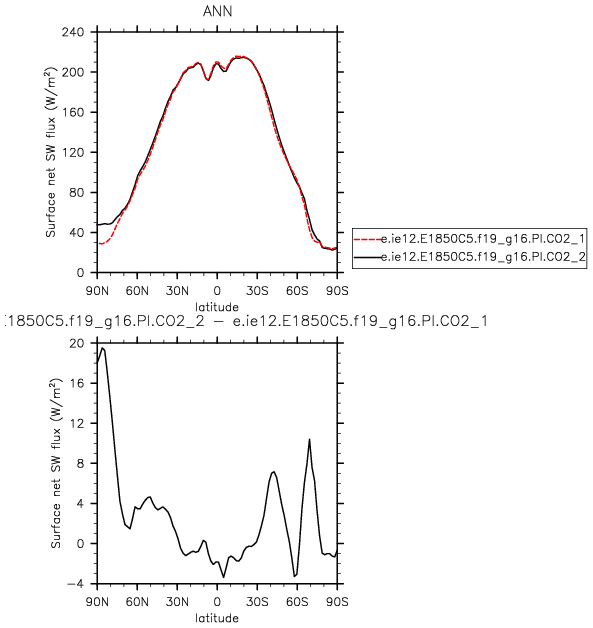 ANN
240
200
160
120
80
40
0
Surface net SW flux (W/m²)
90N 60N 30N 0 30S 60S 90S
latitude
e.ie12.E1850C5.f19_g16.PI.CO2_1
e.ie12.E1850C5.f19_g16.PI.CO2_2
:1850C5.f19_g16.PI.CO2_2 – e.ie12.E1850C5.f19_g16.PI.CO2_1
20
16
12
8
4
0
−4
Surface net SW flux (W/m²)
90N 60N 30N 0 30S 60S 90S
latitude